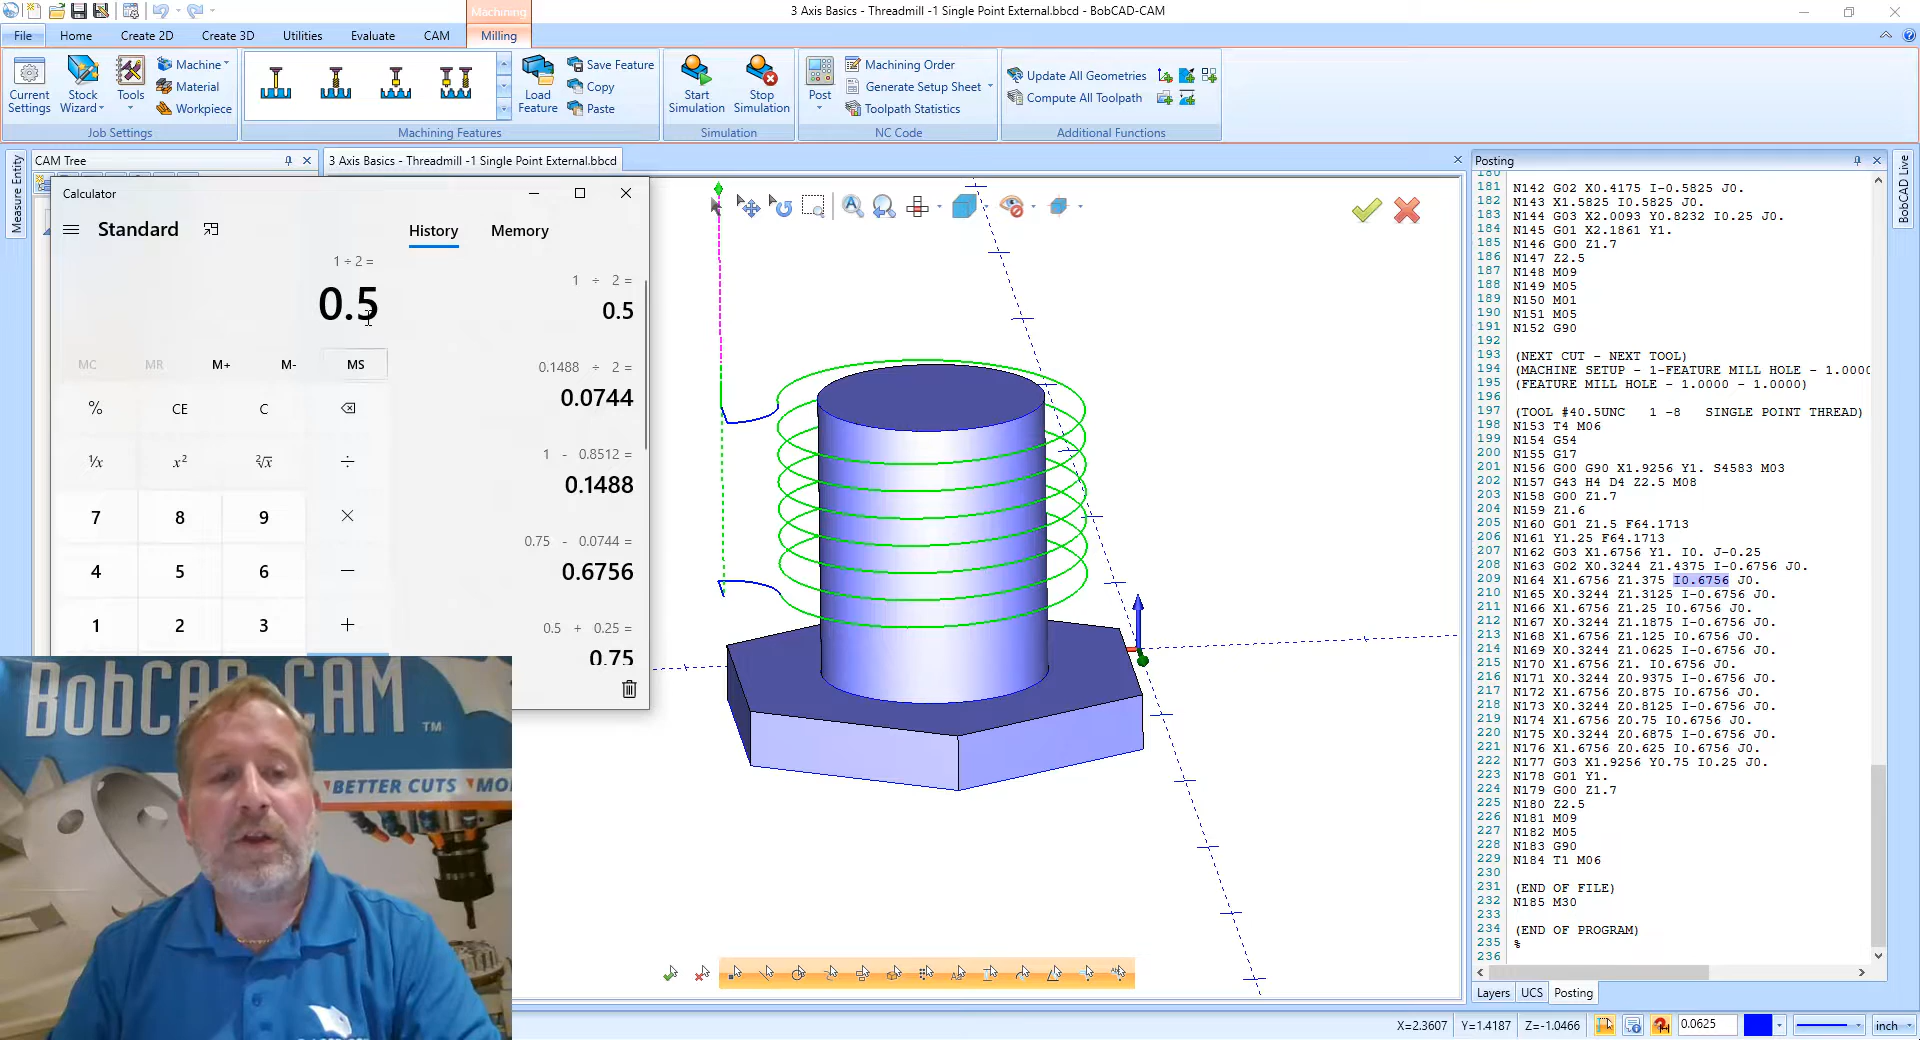 3 Axis Basics - Threadmill -1 Single Point External.bbcd - BobCAD-CAM
Machining
File Home Create 2D Create 3D Utilities Evaluate CAM Milling
Current Settings
Stock Wizard
Tools
Machine
Material
Workpiece
Job Settings
Load Feature
Save Feature
Copy
Paste
Machining Features
Start Simulation
Stop Simulation
Simulation
Post
Machining Order
Generate Setup Sheet
Toolpath Statistics
NC Code
Update All Geometries
Compute All Toolpath
Additional Functions
Measure Entity
CAM Tree
3 Axis Basics - Threadmill -1 Single Point External.bbcd
Calculator
Standard
History Memory
1 ÷ 2 =
0.5
MC MR M+ M- MS
% CE C
¹/x x² ²√x ÷
7 8 9 ×
4 5 6 −
1 2 3 +
1 ÷ 2 =
0.5
0.1488 ÷ 2 =
0.0744
1 - 0.8512 =
0.1488
0.75 - 0.0744 =
0.6756
0.5 + 0.25 =
0.75
BOBCAD-CAM™
BETTER CUTS
MO
Posting
BobCAD Live
180
181 N142 G02 X0.4175 I-0.5825 J0.
182 N143 X1.5825 I0.5825 J0.
183 N144 G03 X2.0093 Y0.8232 I0.25 J0.
184 N145 G01 X2.1861 Y1.
185 N146 G00 Z1.7
186 N147 Z2.5
187 N148 M09
188 N149 M05
189 N150 M01
190 N151 M05
191 N152 G90
192
193 (NEXT CUT - NEXT TOOL)
194 (MACHINE SETUP - 1-FEATURE MILL HOLE - 1.0000
195 (FEATURE MILL HOLE - 1.0000 - 1.0000)
196
197 (TOOL #40.5UNC 1 -8 SINGLE POINT THREAD)
198 N153 T4 M06
199 N154 G54
200 N155 G17
201 N156 G00 G90 X1.9256 Y1. S4583 M03
202 N157 G43 H4 D4 Z2.5 M08
203 N158 G00 Z1.7
204 N159 Z1.6
205 N160 G01 Z1.5 F64.1713
206 N161 Y1.25 F64.1713
207 N162 G03 X1.6756 Y1. I0. J-0.25
208 N163 G02 X0.3244 Z1.4375 I-0.6756 J0.
209 N164 X1.6756 Z1.375 I0.6756 J0.
210 N165 X0.3244 Z1.3125 I-0.6756 J0.
211 N166 X1.6756 Z1.25 I0.6756 J0.
212 N167 X0.3244 Z1.1875 I-0.6756 J0.
213 N168 X1.6756 Z1.125 I0.6756 J0.
214 N169 X0.3244 Z1.0625 I-0.6756 J0.
215 N170 X1.6756 Z1. I0.6756 J0.
216 N171 X0.3244 Z0.9375 I-0.6756 J0.
217 N172 X1.6756 Z0.875 I0.6756 J0.
218 N173 X0.3244 Z0.8125 I-0.6756 J0.
219 N174 X1.6756 Z0.75 I0.6756 J0.
220 N175 X0.3244 Z0.6875 I-0.6756 J0.
221 N176 X1.6756 Z0.625 I0.6756 J0.
222 N177 G03 X1.9256 Y0.75 I0.25 J0.
223 N178 G01 Y1.
224 N179 G00 Z1.7
225 N180 Z2.5
226 N181 M09
227 N182 M05
228 N183 G90
229 N184 T1 M06
230
231 (END OF FILE)
232 N185 M30
233
234 (END OF PROGRAM)
235 %
236
Layers UCS Posting
X=2.3607 Y=1.4187 Z=-1.0466 0.0625 inch